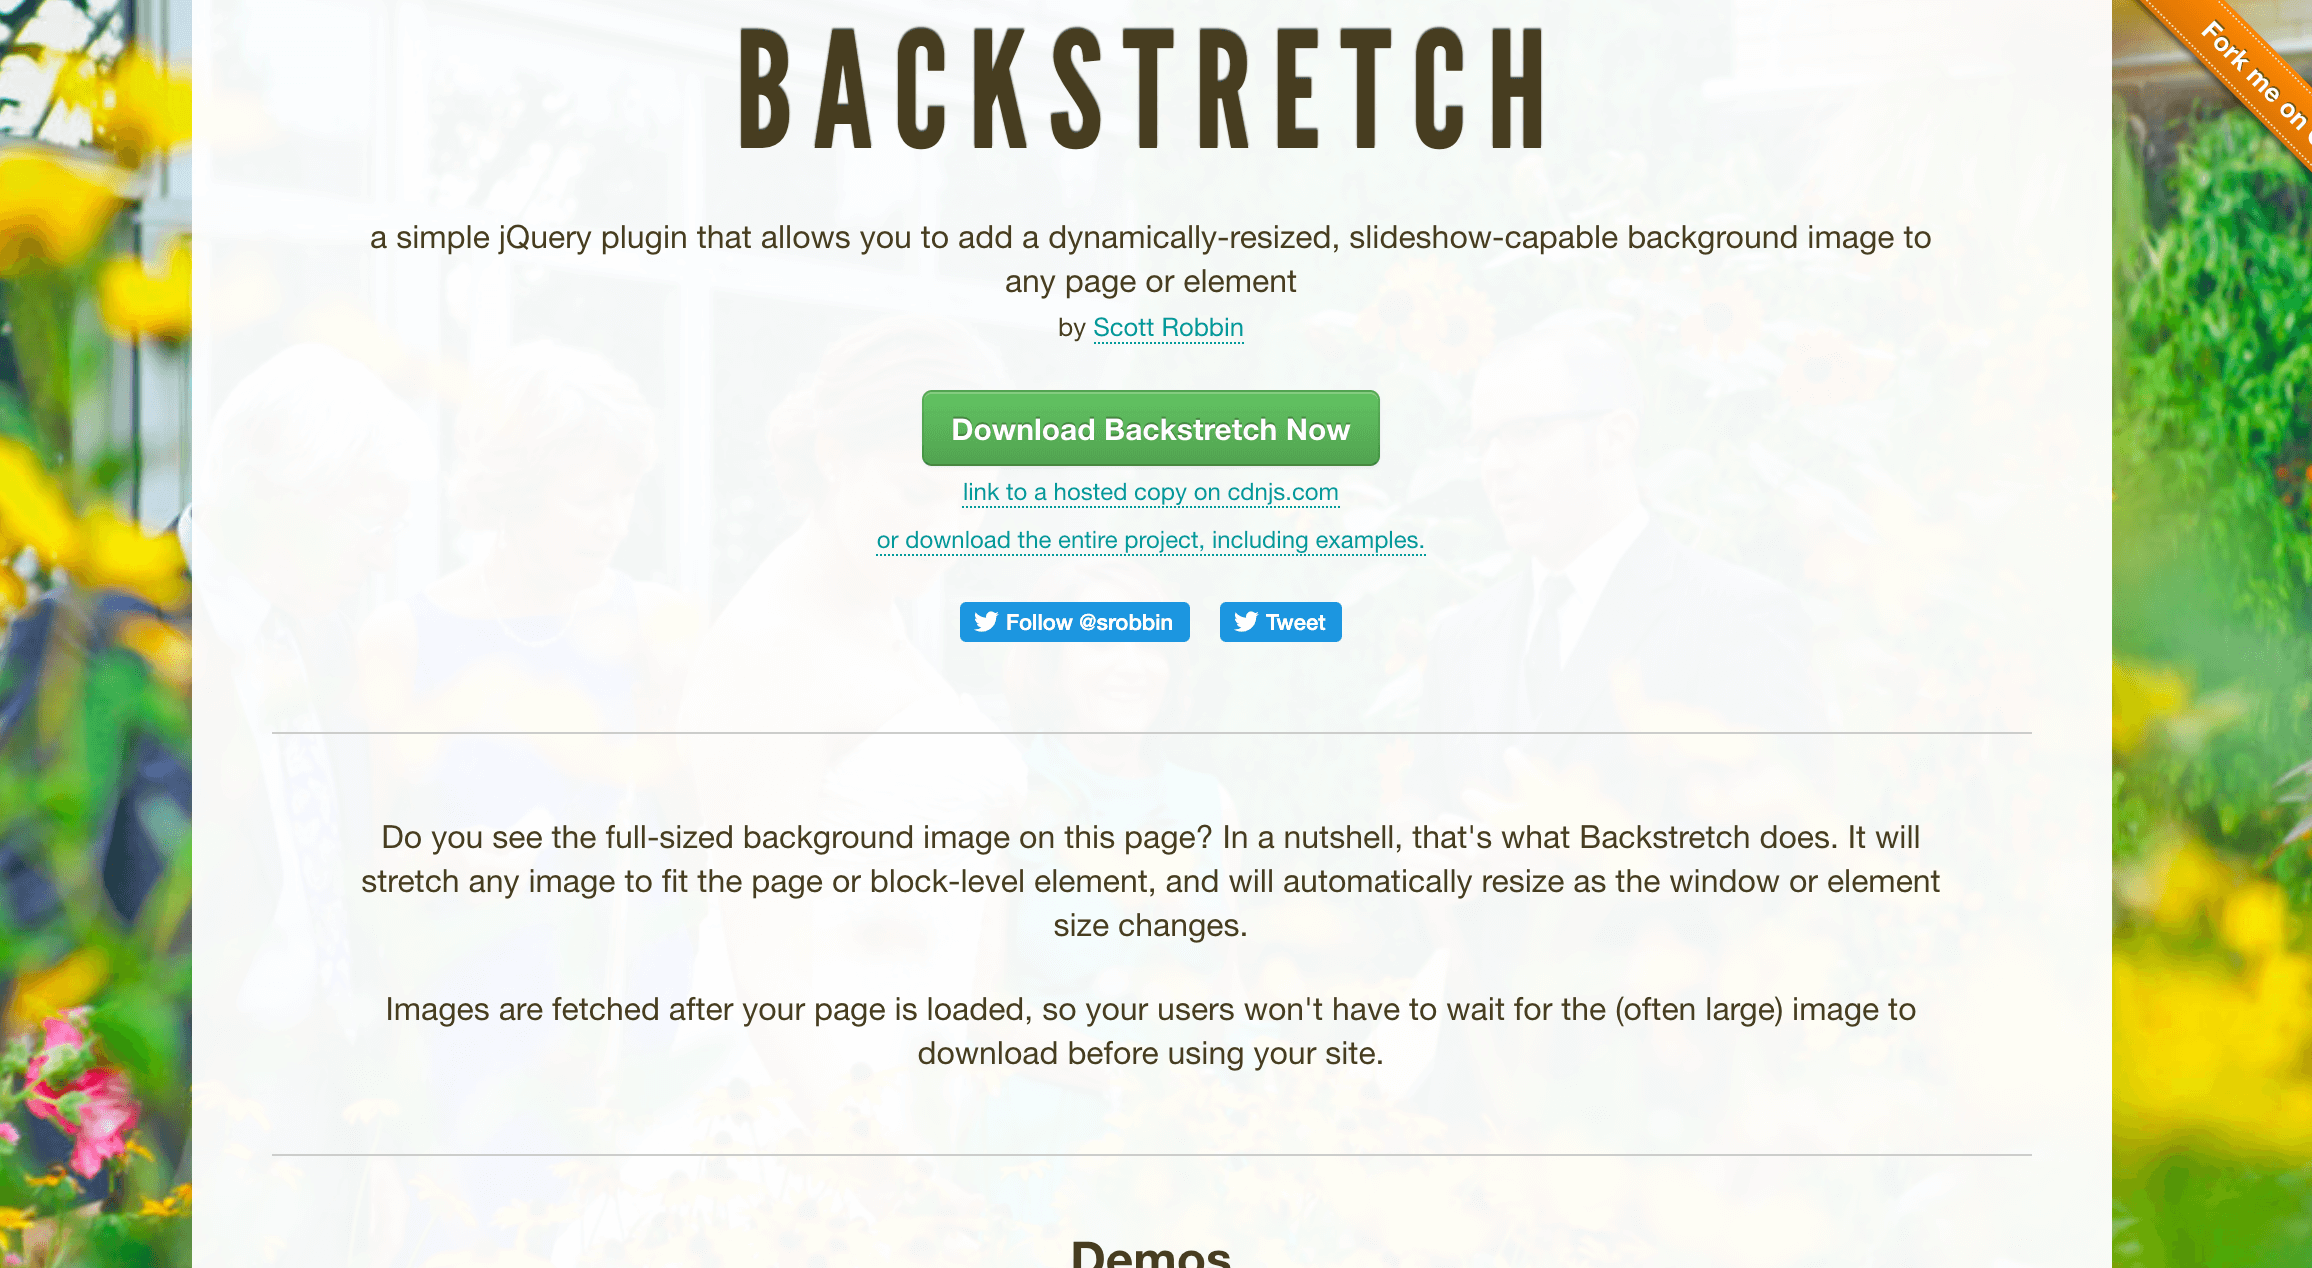 BACKSTRETCH
Fork me on
a simple jQuery plugin that allows you to add a dynamically-resized, slideshow-capable background image to
any page or element
by Scott Robbin
Download Backstretch Now
link to a hosted copy on cdnjs.com
or download the entire project, including examples.
Follow @srobbin
Tweet
Do you see the full-sized background image on this page? In a nutshell, that's what Backstretch does. It will
stretch any image to fit the page or block-level element, and will automatically resize as the window or element
size changes.
Images are fetched after your page is loaded, so your users won't have to wait for the (often large) image to
download before using your site.
Demos